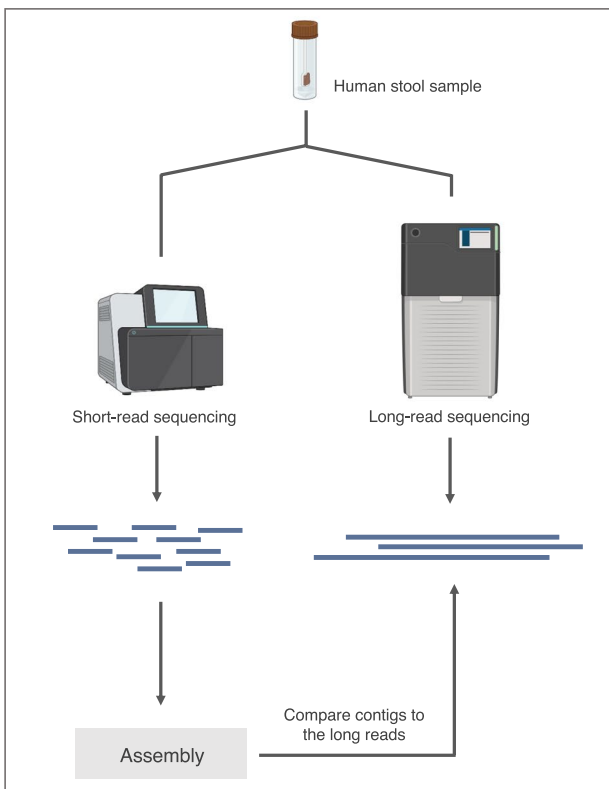 Human stool sample
Short-read sequencing
Long-read sequencing
Compare contigs to
the long reads
Assembly